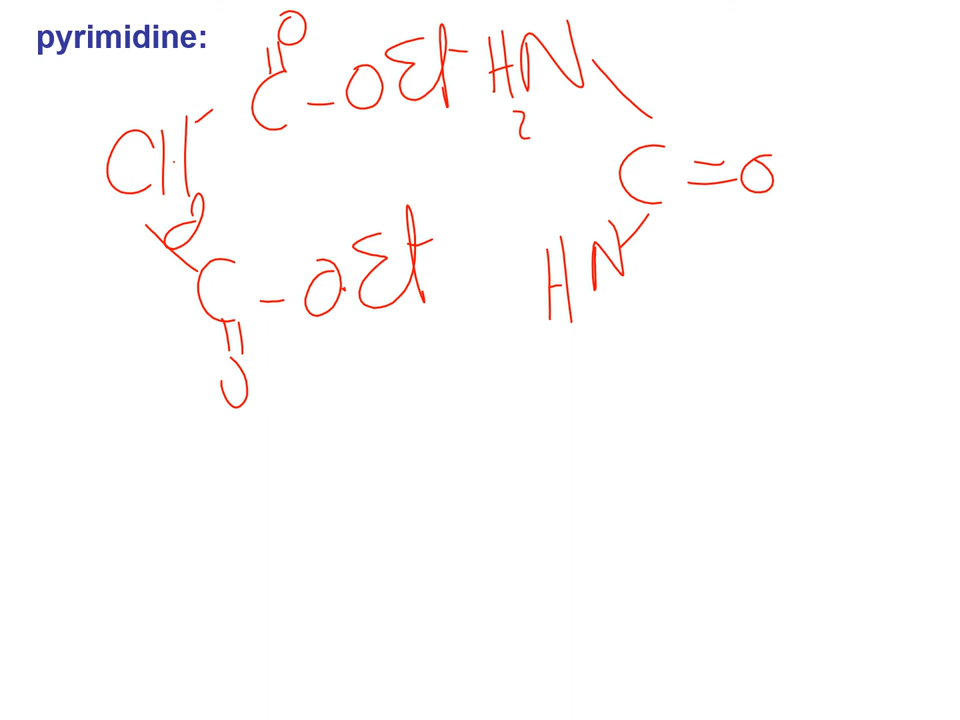 pyrimidine:
O
C - OEt H2N
CH2
C = O
HN
C - OEt
O